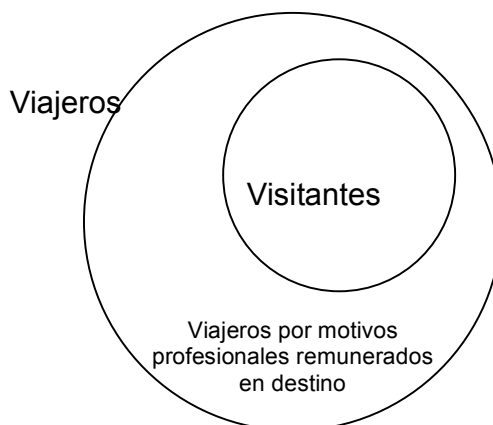 Viajeros
Visitantes
Viajeros por motivos
profesionales remunerados
en destino